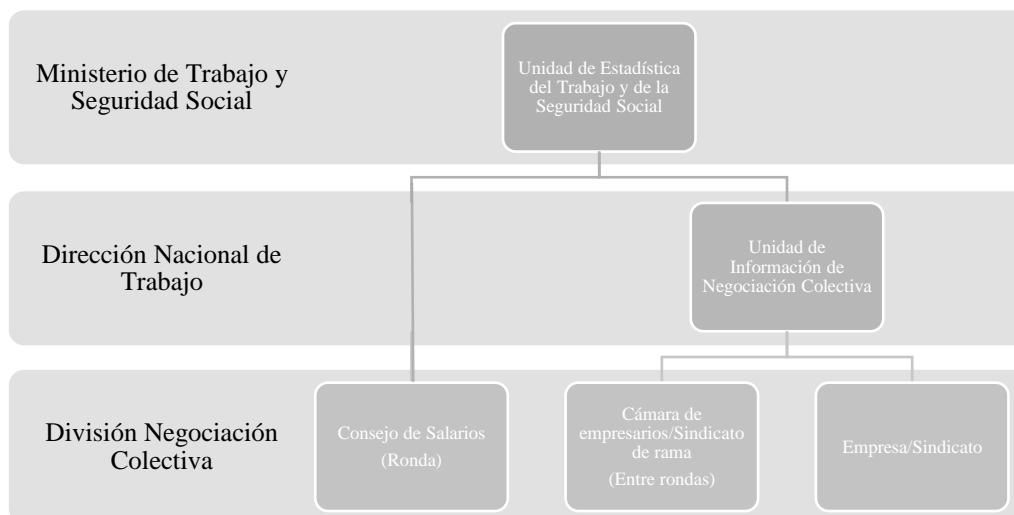 Ministerio de Trabajo y
Seguridad Social
Unidad de Estadística
del Trabajo y de la
Seguridad Social
Dirección Nacional de
Trabajo
Unidad de
Información de
Negociación Colectiva
División Negociación
Colectiva
Consejo de Salarios
(Ronda)
Cámara de
empresarios/Sindicato
de rama
(Entre rondas)
Empresa/Sindicato